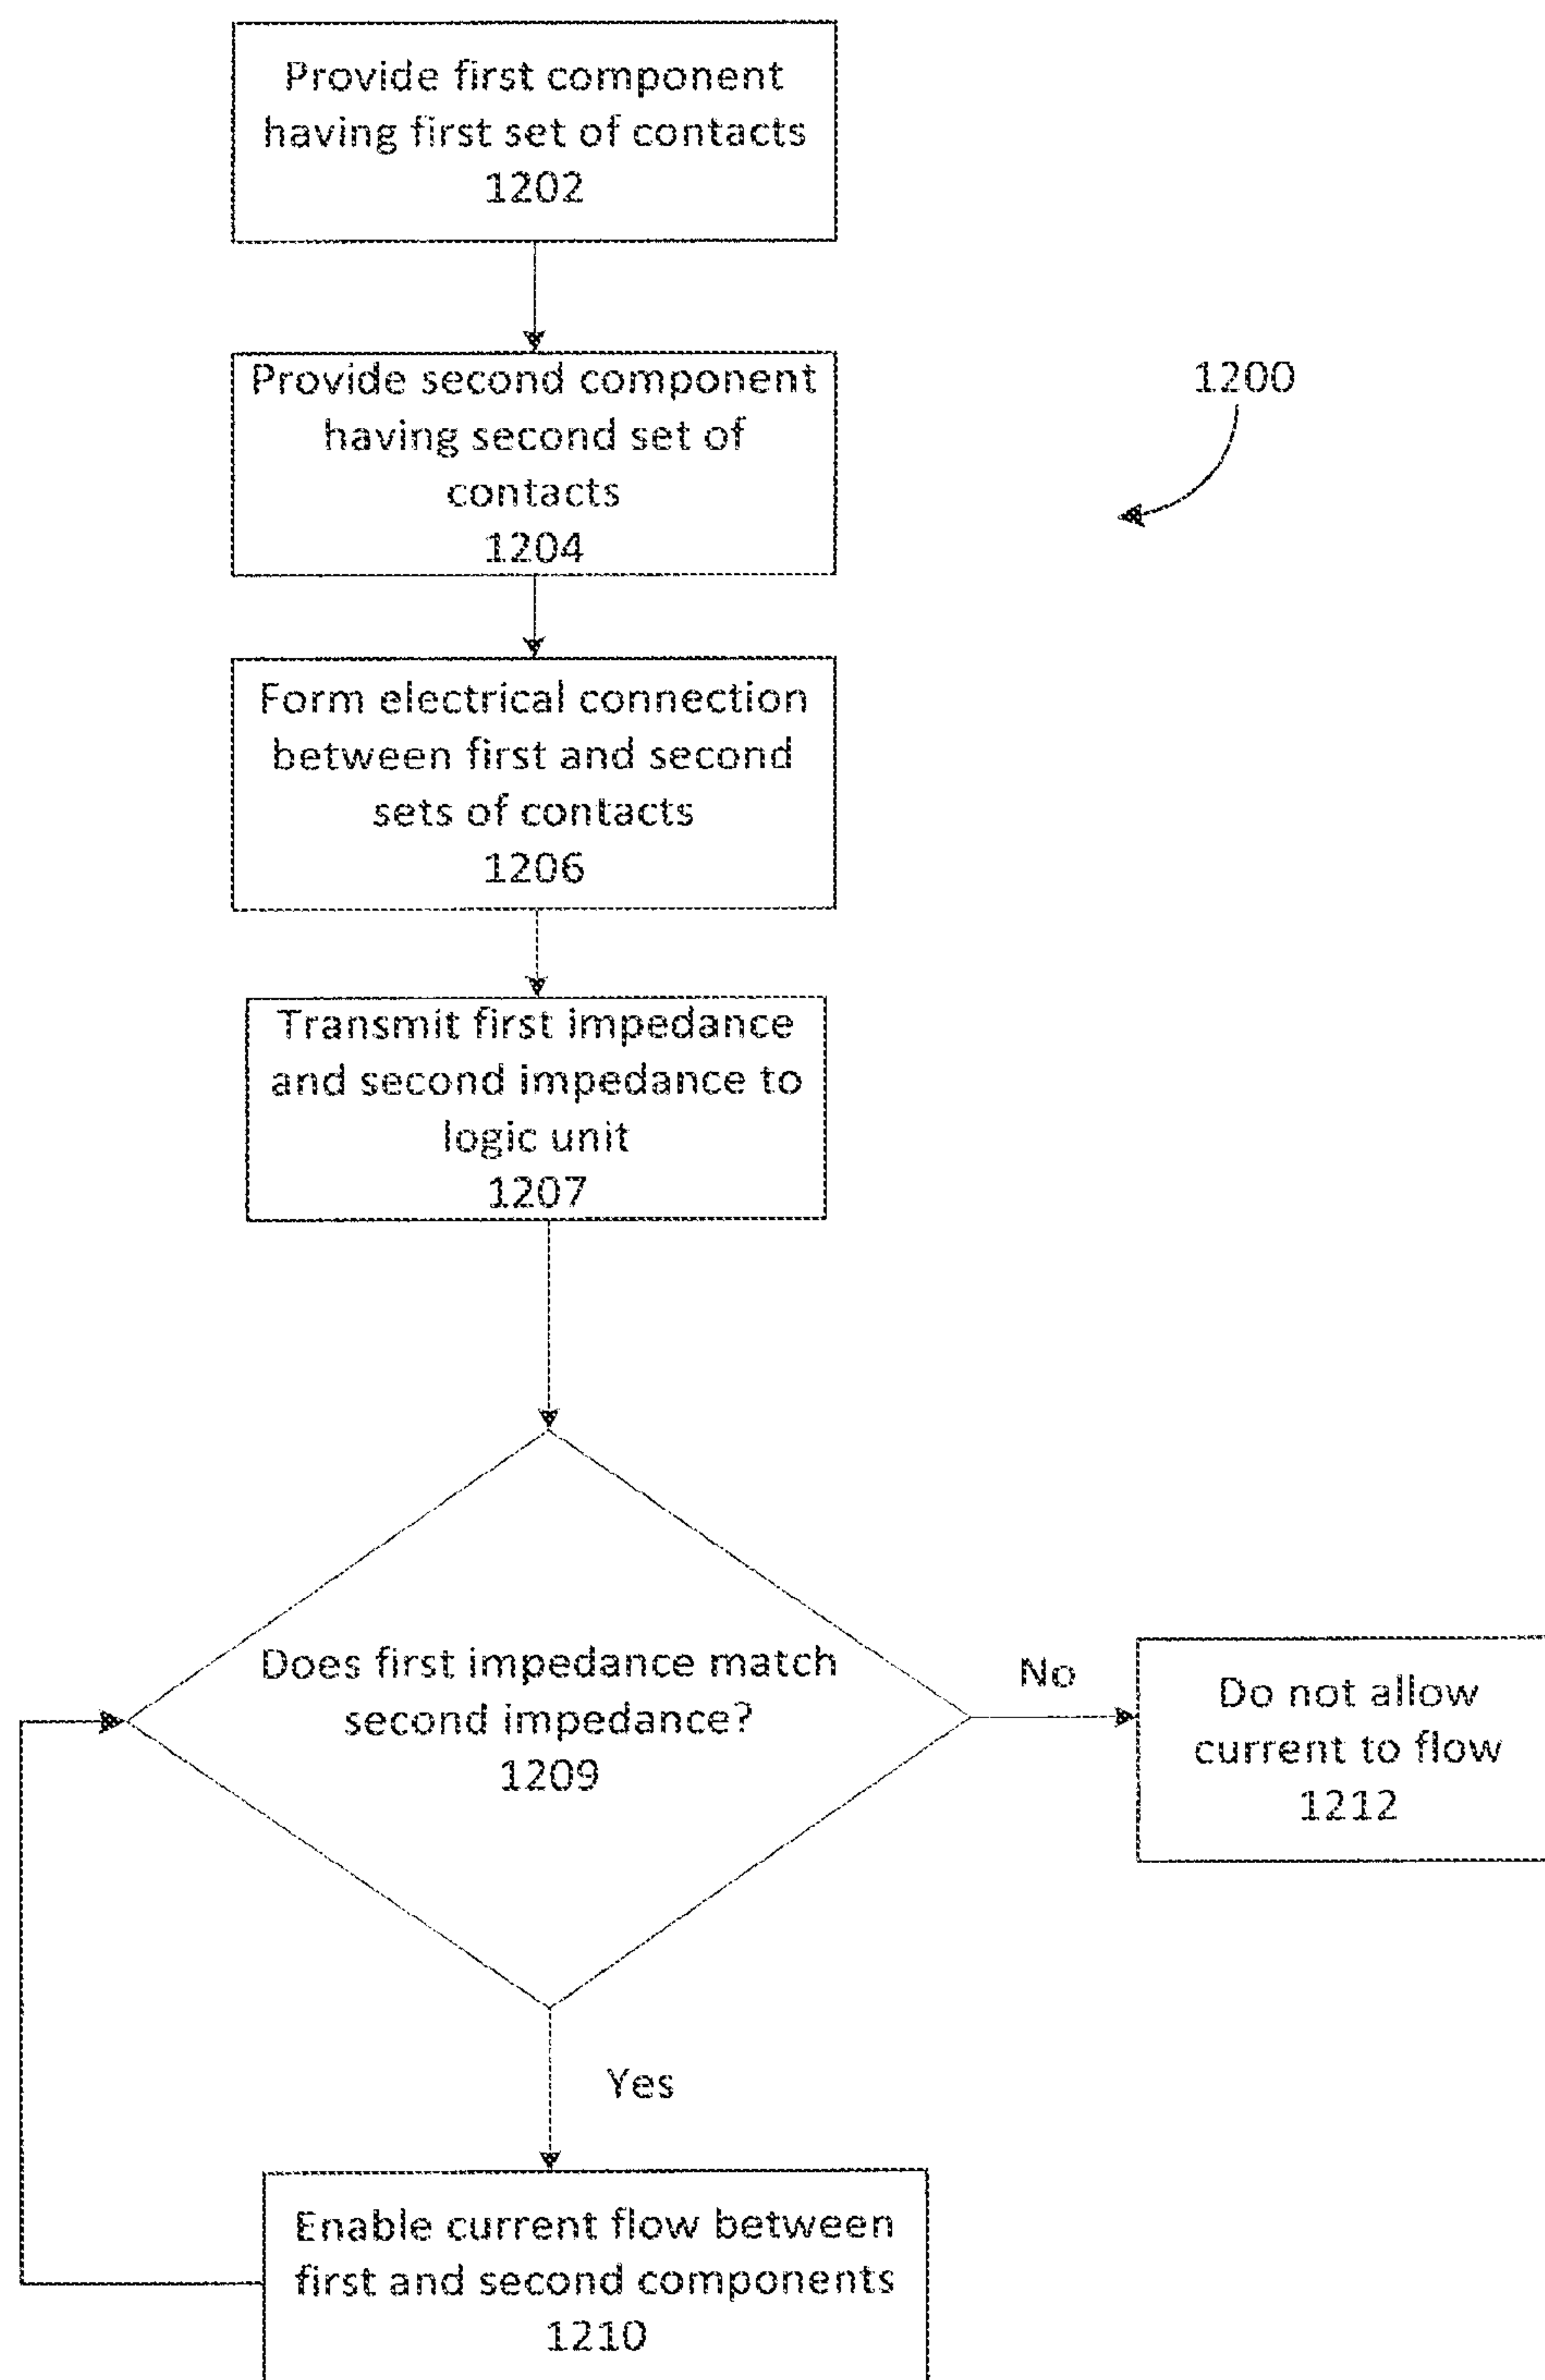 Provide first component
having first set of contacts
1202
Provide second component
having second set of
contacts
1204
1200
Form electrical connection
between first and second
sets of contacts
1206
Transmit first impedance
and second impedance to
logic unit
1207
Does first impedance match
second impedance?
1209
No
Do not allow
current to flow
1212
Yes
Enable current flow between
first and second components
1210